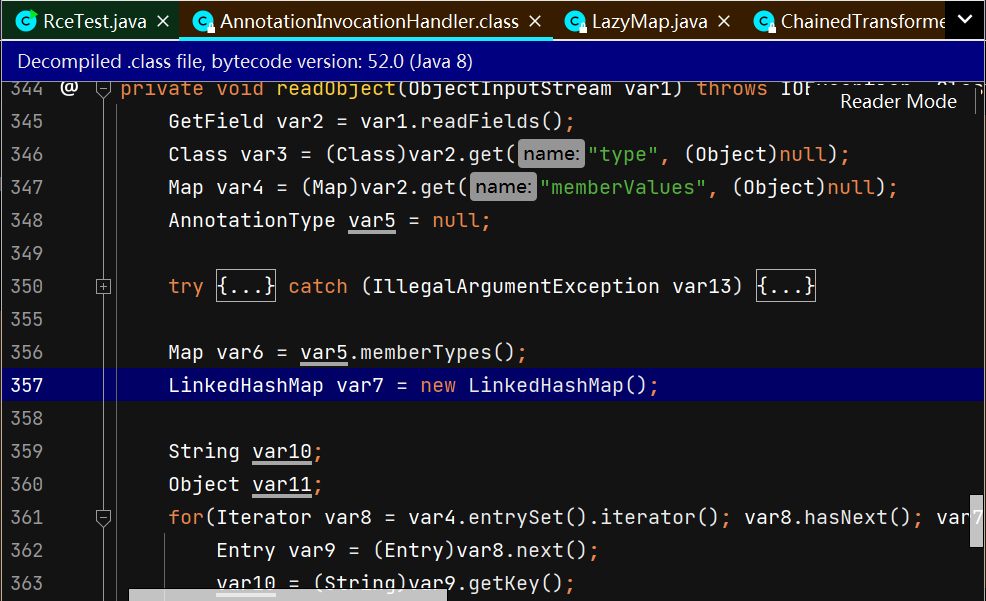 RceTest.java AnnotationInvocationHandler.class LazyMap.java ChainedTransforme
Decompiled .class file, bytecode version: 52.0 (Java 8)
Reader Mode
344 @ private void readObject(ObjectInputStream var1) throws
345 GetField var2 = var1.readFields();
346 Class var3 = (Class)var2.get( name: "type", (Object)null);
347 Map var4 = (Map)var2.get( name: "memberValues", (Object)null);
348 AnnotationType var5 = null;
349
350 try {...} catch (IllegalArgumentException var13) {...}
355
356 Map var6 = var5.memberTypes();
357 LinkedHashMap var7 = new LinkedHashMap();
358
359 String var10;
360 Object var11;
361 for(Iterator var8 = var4.entrySet().iterator(); var8.hasNext(); var7
362 Entry var9 = (Entry)var8.next();
363 var10 = (String)var9.getKey();